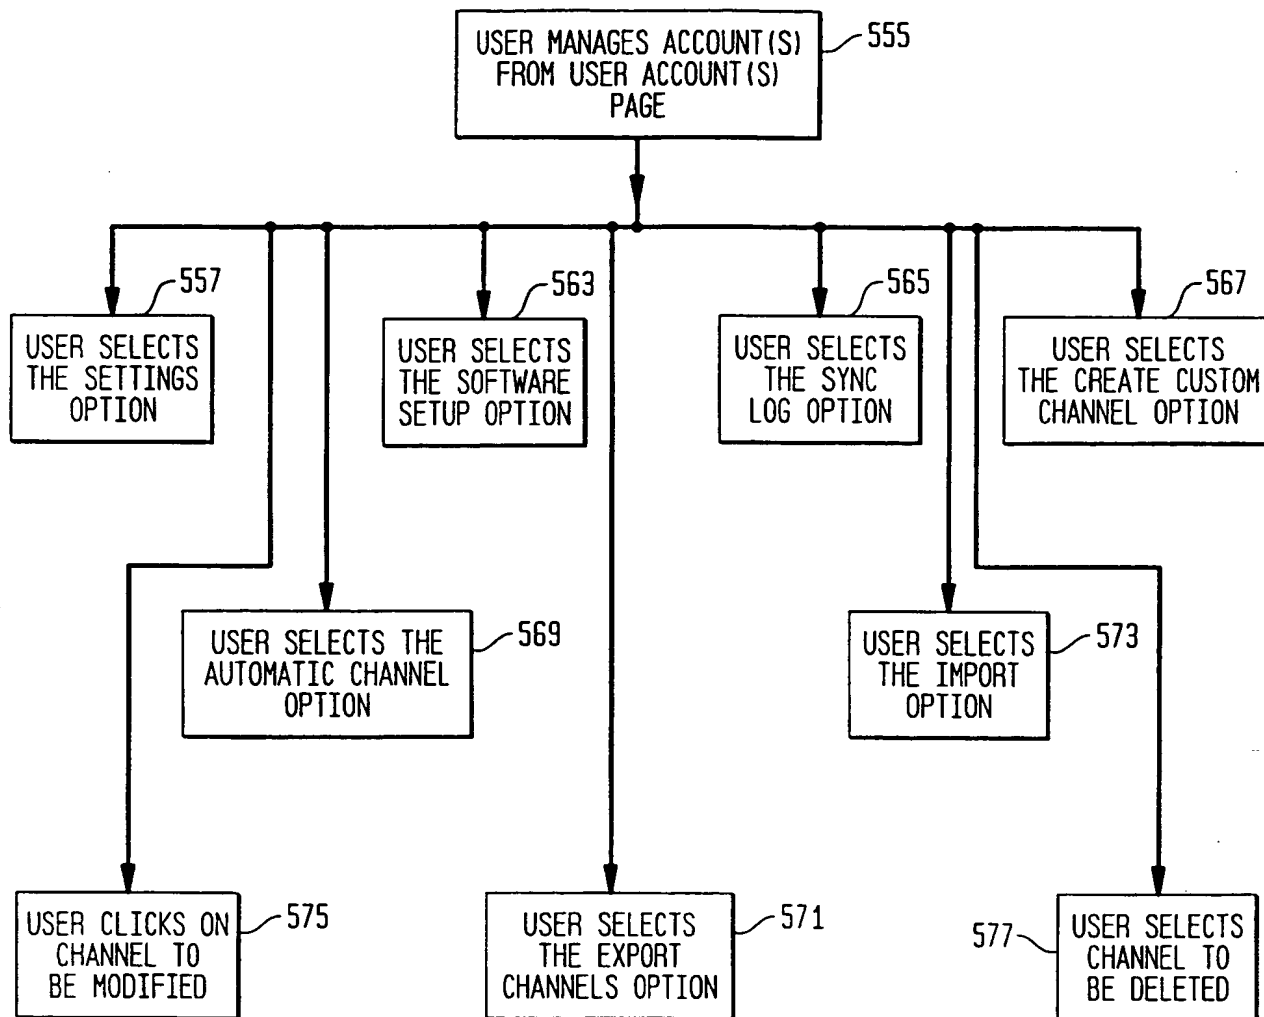 USER MANAGES ACCOUNT(S)
FROM USER ACCOUNT(S)
PAGE
555
557
USER SELECTS
THE SETTINGS
OPTION
563
USER SELECTS
THE SOFTWARE
SETUP OPTION
565
USER SELECTS
THE SYNC
LOG OPTION
567
USER SELECTS
THE CREATE CUSTOM
CHANNEL OPTION
USER SELECTS THE
AUTOMATIC CHANNEL
OPTION
569
USER SELECTS
THE IMPORT
OPTION
573
USER CLICKS ON
CHANNEL TO
BE MODIFIED
575
USER SELECTS
THE EXPORT
CHANNELS OPTION
571
577
USER SELECTS
CHANNEL TO
BE DELETED